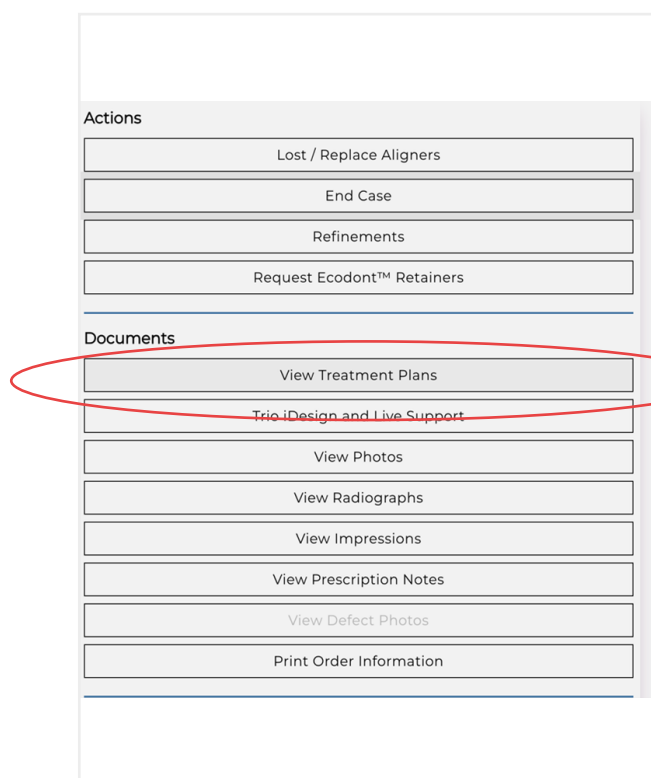 Actions
Lost / Replace Aligners
End Case
Refinements
Request Ecodont™ Retainers
Documents
View Treatment Plans
Trio iDesign and Live Support
View Photos
View Radiographs
View Impressions
View Prescription Notes
View Defect Photos
Print Order Information